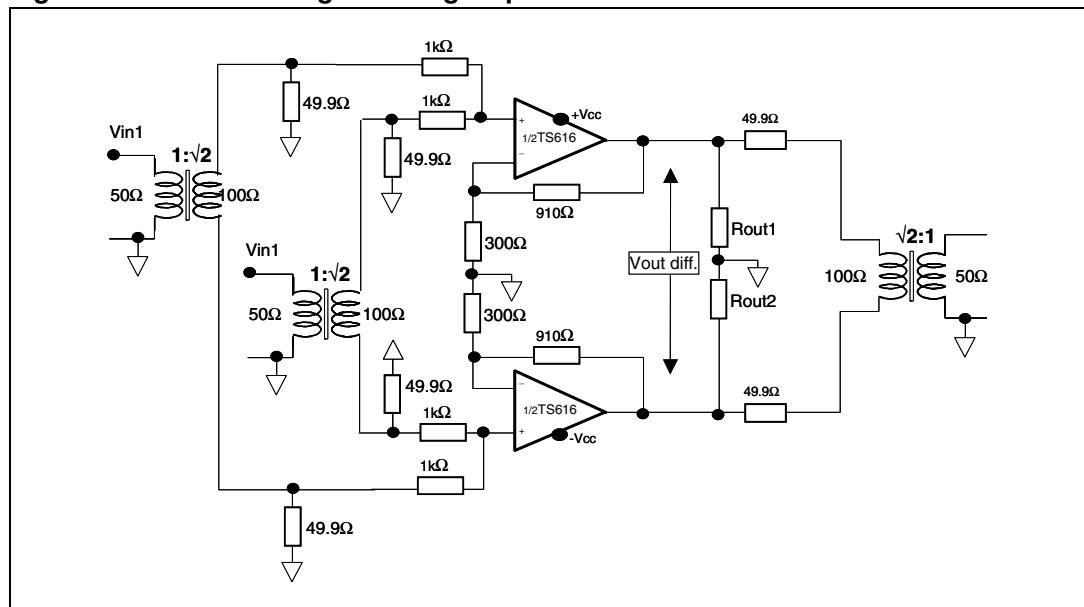 1kΩ
49.9Ω
1kΩ
+Vcc
1/2TS616
+
−
49.9Ω
49.9Ω
Vin1
1:√2
50Ω
100Ω
910Ω
300Ω
Rout1
Vout diff.
√2:1
Vin1
1:√2
100Ω
50Ω
50Ω
100Ω
300Ω
Rout2
910Ω
49.9Ω
49.9Ω
1kΩ
−
1/2TS616
+
-Vcc
1kΩ
49.9Ω